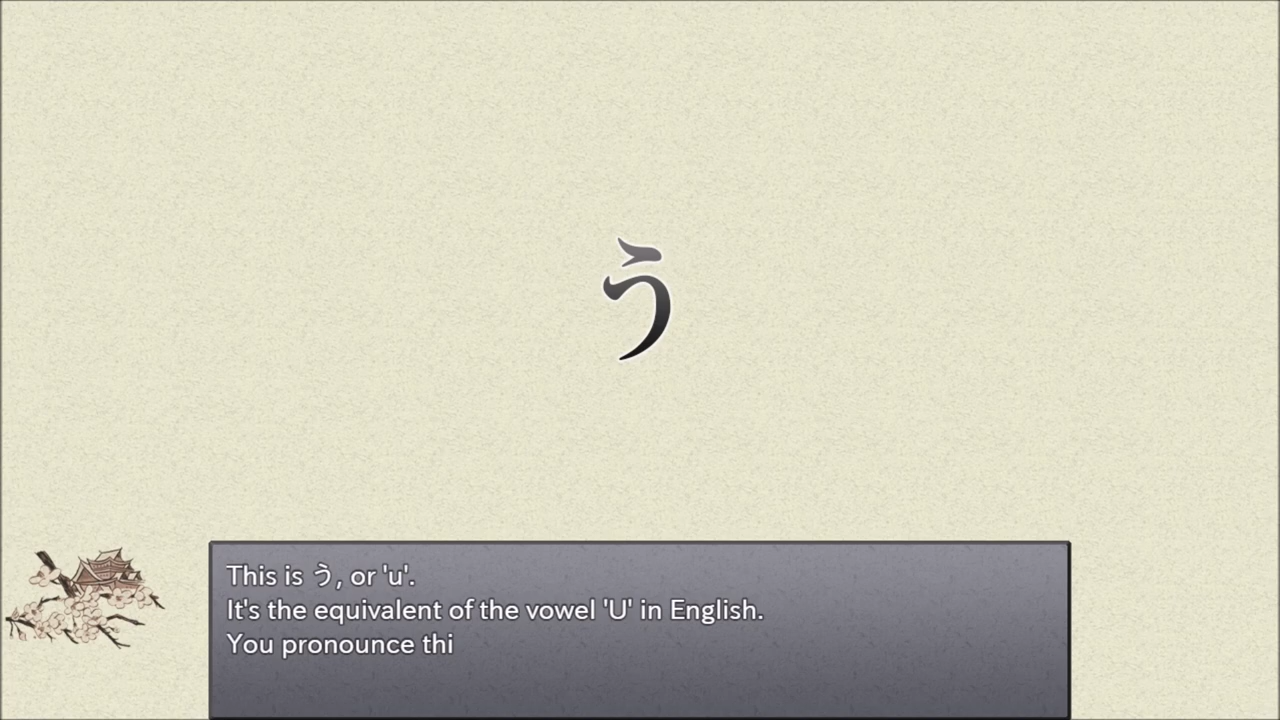 う
This is う, or 'u'.
It's the equivalent of the vowel 'U' in English.
You pronounce thi